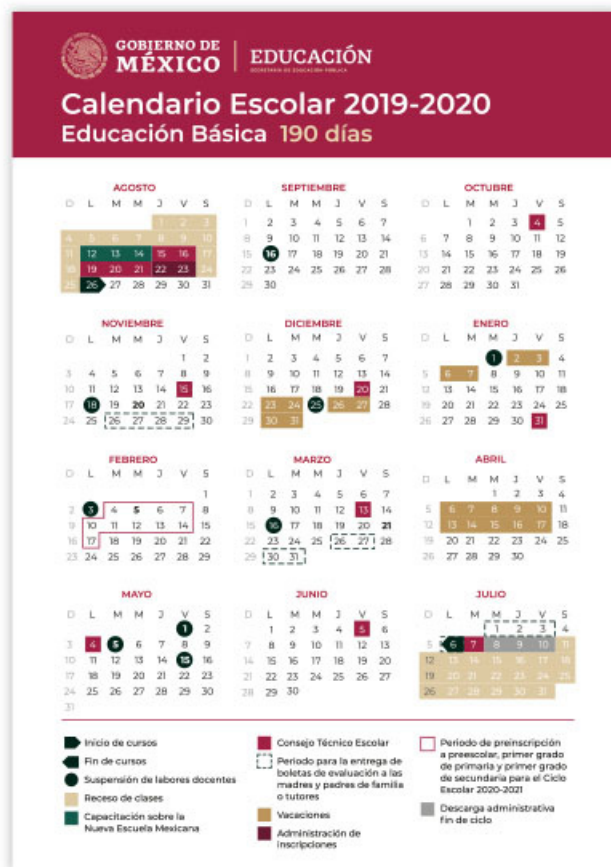 GOBIERNO DE
MÉXICO
EDUCACIÓN
SECRETARÍA DE EDUCACIÓN PÚBLICA
Calendario Escolar 2019-2020
Educación Básica 190 días
AGOSTO
D L M M J V S
1 2 3
4 5 6 7 8 9 10
11 12 13 14 15 16 17
18 19 20 21 22 23 24
25 26 27 28 29 30 31
SEPTIEMBRE
D L M M J V S
1 2 3 4 5 6 7
8 9 10 11 12 13 14
15 16 17 18 19 20 21
22 23 24 25 26 27 28
29 30
OCTUBRE
D L M M J V S
1 2 3 4 5
6 7 8 9 10 11 12
13 14 15 16 17 18 19
20 21 22 23 24 25 26
27 28 29 30 31
NOVIEMBRE
D L M M J V S
1 2
3 4 5 6 7 8 9
10 11 12 13 14 15 16
17 18 19 20 21 22 23
24 25 26 27 28 29 30
DICIEMBRE
D L M M J V S
1 2 3 4 5 6 7
8 9 10 11 12 13 14
15 16 17 18 19 20 21
22 23 24 25 26 27 28
29 30 31
ENERO
D L M M J V S
1 2 3 4
5 6 7 8 9 10 11
12 13 14 15 16 17 18
19 20 21 22 23 24 25
26 27 28 29 30 31
FEBRERO
D L M M J V S
1
2 3 4 5 6 7 8
9 10 11 12 13 14 15
16 17 18 19 20 21 22
23 24 25 26 27 28 29
MARZO
D L M M J V S
1 2 3 4 5 6 7
8 9 10 11 12 13 14
15 16 17 18 19 20 21
22 23 24 25 26 27 28
29 30 31
ABRIL
D L M M J V S
1 2 3 4
5 6 7 8 9 10 11
12 13 14 15 16 17 18
19 20 21 22 23 24 25
26 27 28 29 30
MAYO
D L M M J V S
1 2
3 4 5 6 7 8 9
10 11 12 13 14 15 16
17 18 19 20 21 22 23
24 25 26 27 28 29 30
31
JUNIO
D L M M J V S
1 2 3 4 5 6
7 8 9 10 11 12 13
14 15 16 17 18 19 20
21 22 23 24 25 26 27
28 29 30
JULIO
D L M M J V S
1 2 3 4
5 6 7 8 9 10 11
12 13 14 15 16 17 18
19 20 21 22 23 24 25
26 27 28 29 30 31
Inicio de cursos
Fin de cursos
Suspensión de labores docentes
Receso de clases
Capacitación sobre la
Nueva Escuela Mexicana
Consejo Técnico Escolar
Periodo para la entrega de
boletas de evaluación a las
madres y padres de familia
o tutores
Vacaciones
Administración de
inscripciones
Periodo de preinscripción
a preescolar, primer grado
de primaria y primer grado
de secundaria para el Ciclo
Escolar 2020-2021
Descarga administrativa
fin de ciclo